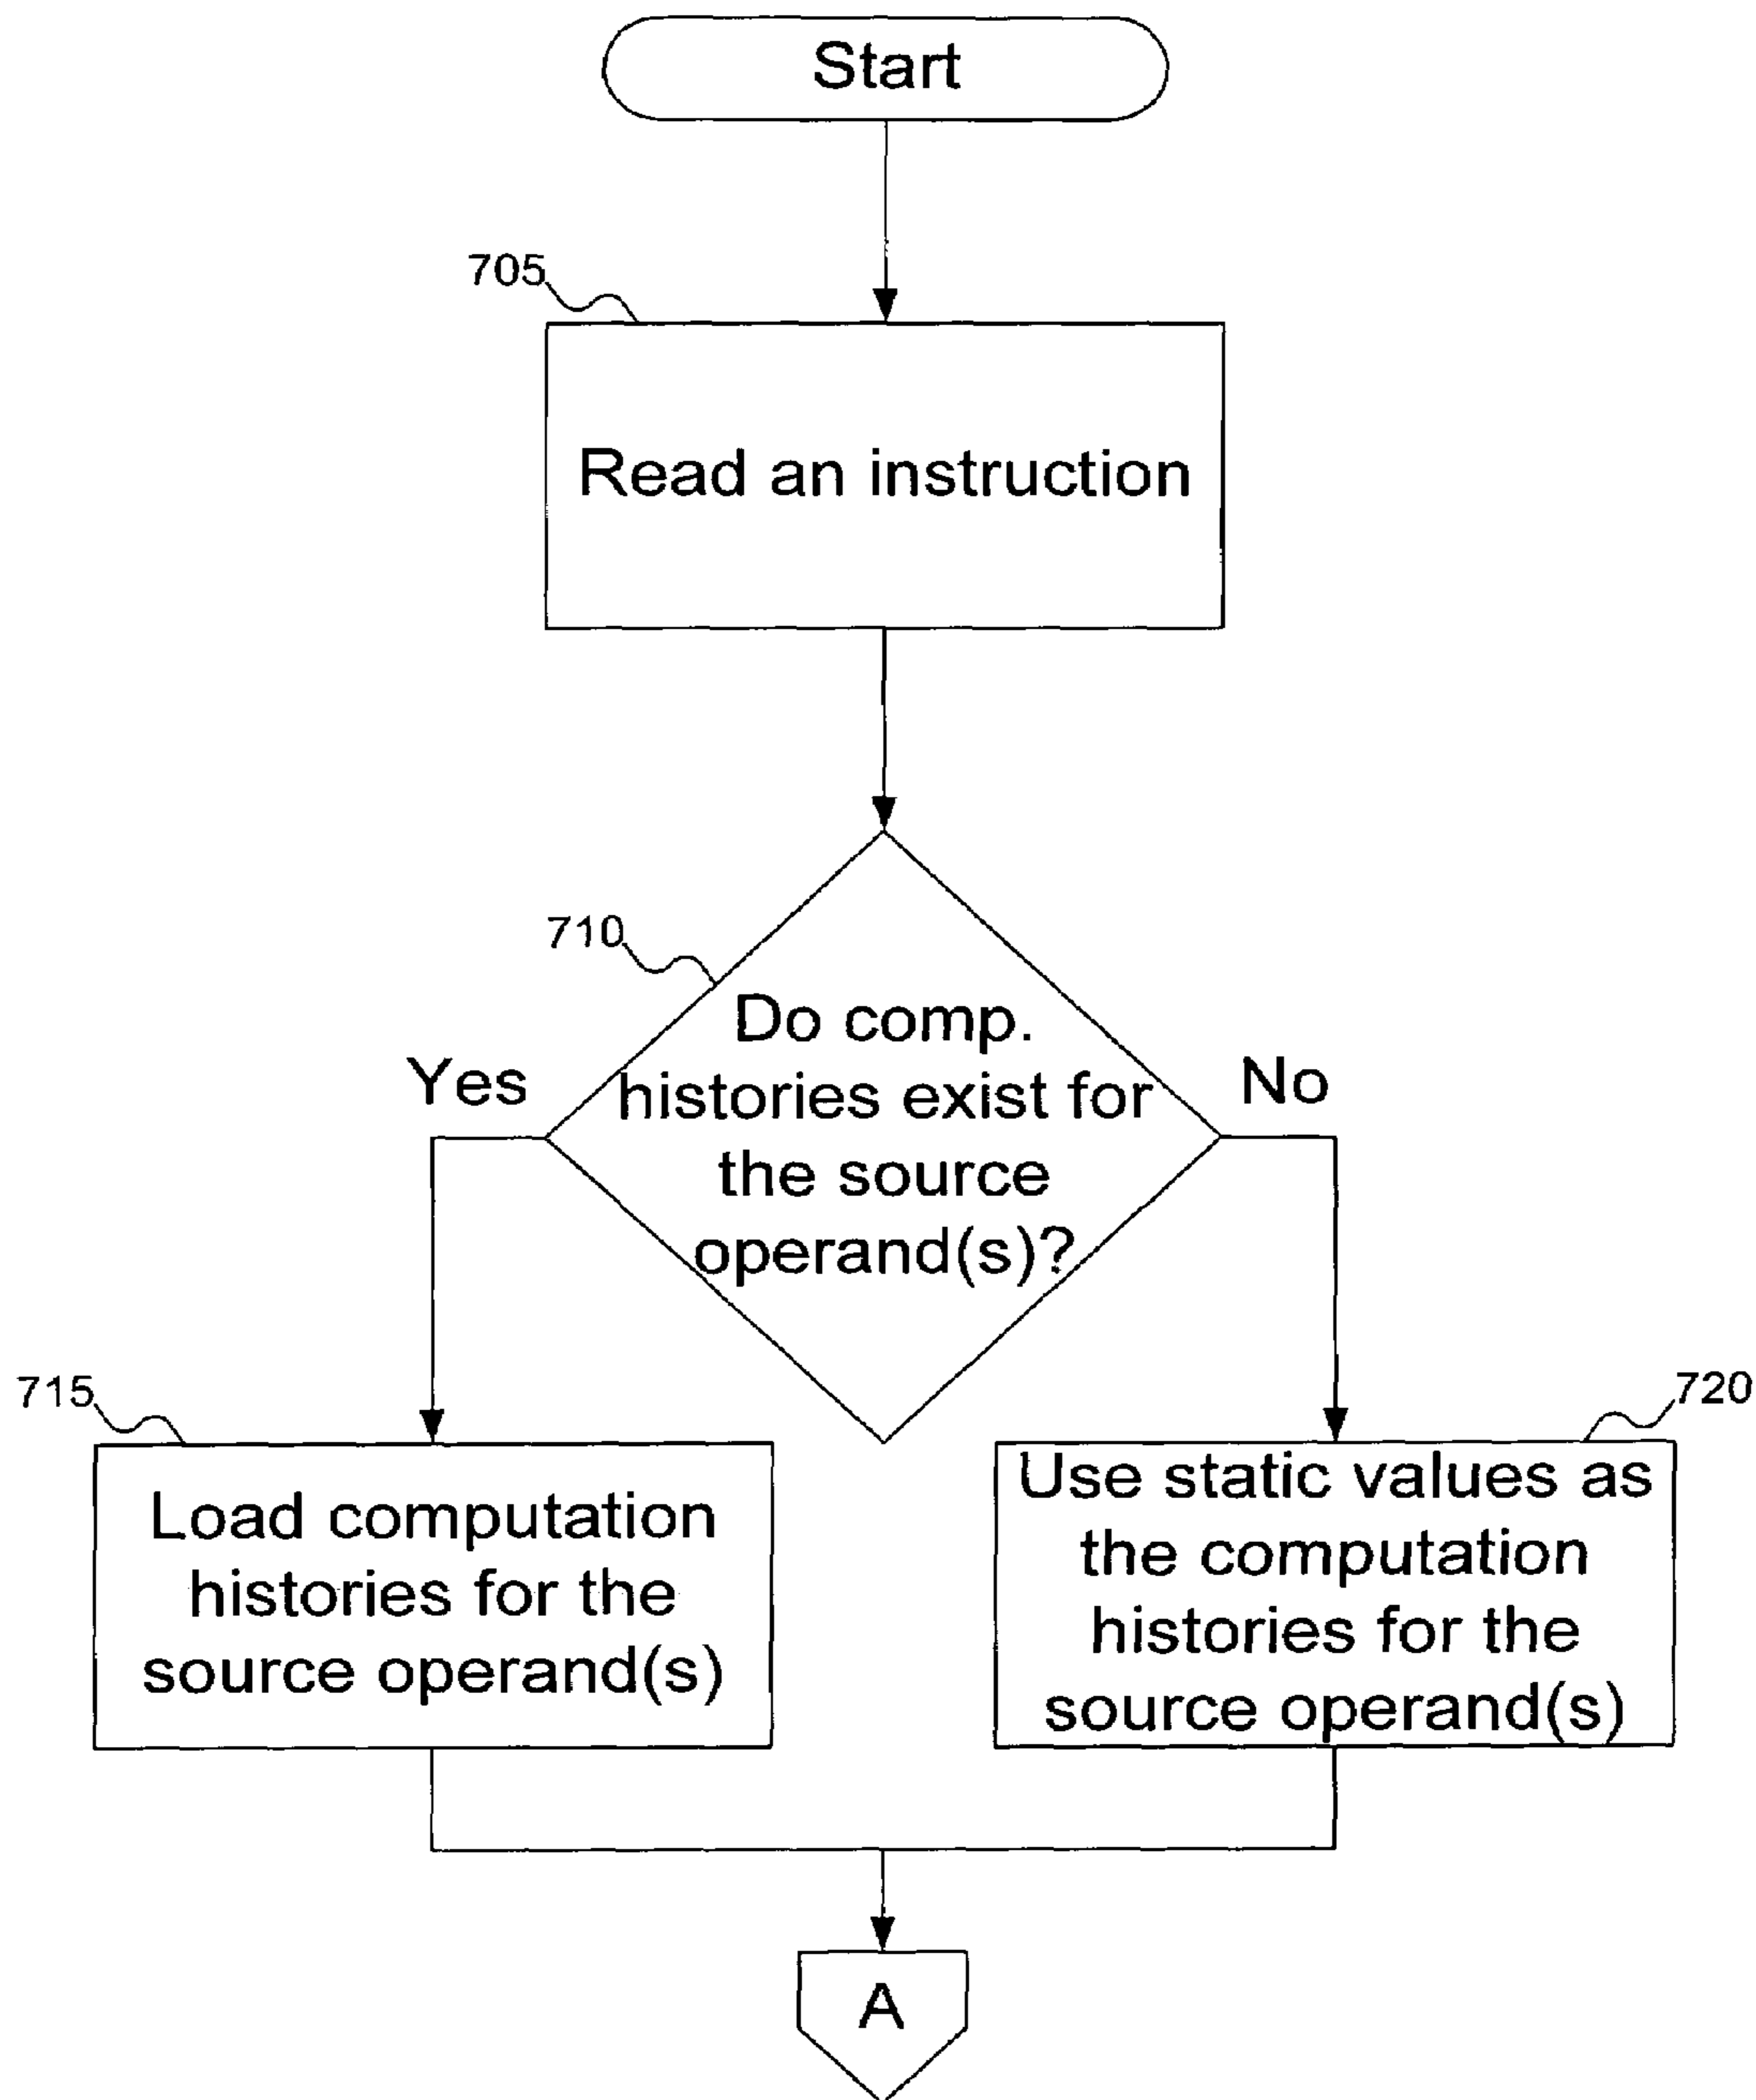 Start
705
Read an instruction
710
Do comp.
histories exist for
the source
operand(s)?
Yes
No
715
Load computation
histories for the
source operand(s)
720
Use static values as
the computation
histories for the
source operand(s)
A